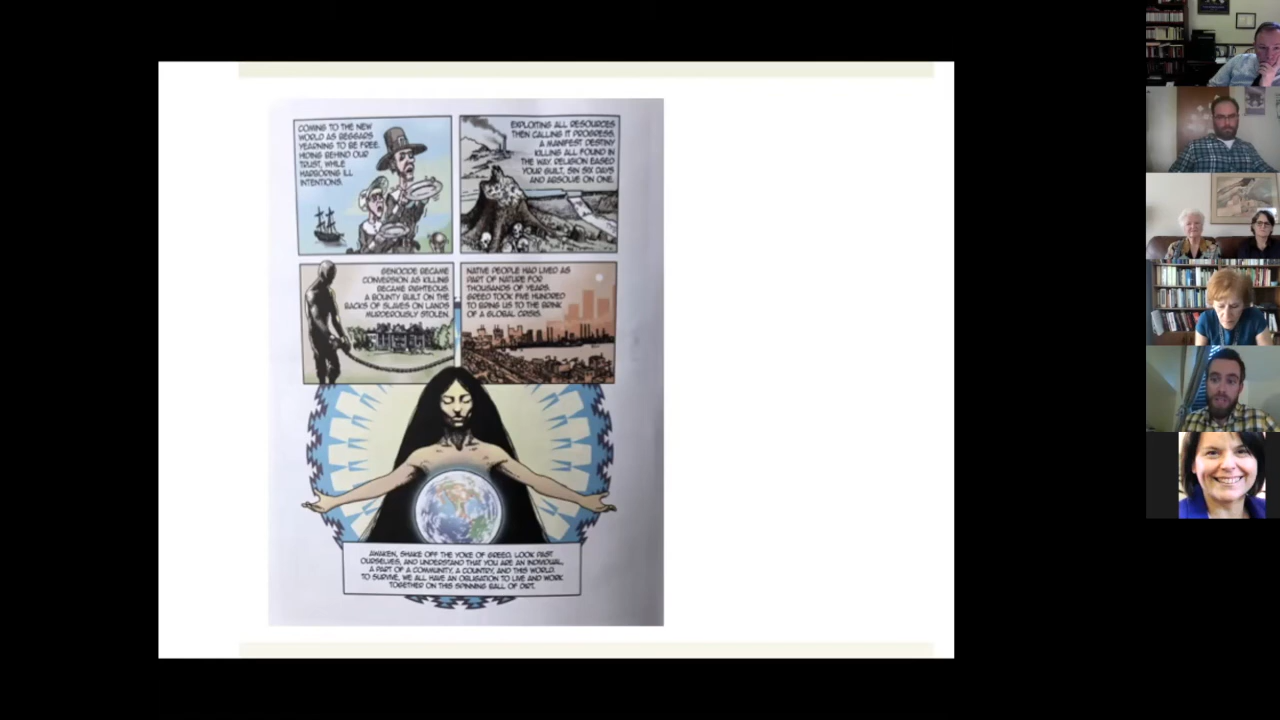 COMING TO THE NEW
WORLD AS BEGGARS
YEARNING TO BE FREE.
HIDING BEHIND OUR
TRUST, WHILE
HARBORING ILL
INTENTIONS.
EXPLOITING ALL RESOURCES
THEN CALLING IT PROGRESS.
A MANIFEST DESTINY
KILLING ALL FOUND IN
THE WAY. RELIGION EASED
YOUR GUILT, SIN SIX DAYS
AND ABSOLVE ON ONE.
GENOCIDE BECAME
CONVERSION AS KILLING
BECAME RIGHTEOUS.
A BOUNTY BUILT ON THE
BACKS OF SLAVES ON LANDS
MURDEROUSLY STOLEN.
NATIVE PEOPLE HAD LIVED AS
PART OF NATURE FOR
THOUSANDS OF YEARS.
GREED TOOK FIVE HUNDRED
TO BRING US TO THE BRINK
OF A GLOBAL CRISIS.
AWAKEN, SHAKE OFF THE YOKE OF GREED. LOOK PAST
OURSELVES, AND UNDERSTAND THAT YOU ARE AN INDIVIDUAL,
A PART OF A COMMUNITY, A COUNTRY, AND THIS WORLD.
TO SURVIVE, WE ALL HAVE AN OBLIGATION TO LIVE AND WORK
TOGETHER ON THIS SPINNING BALL OF DIRT.